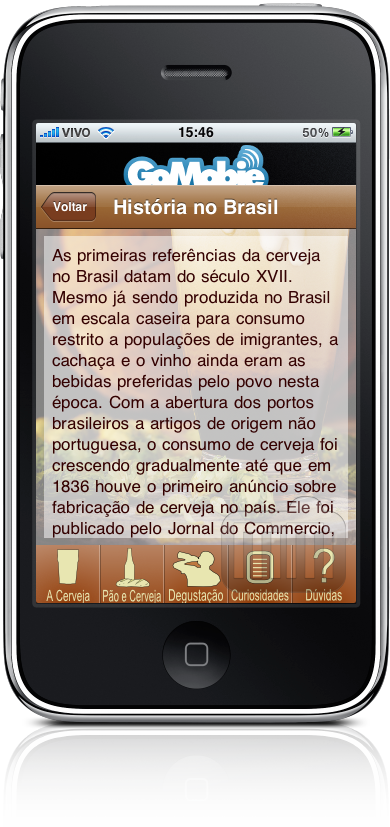 VIVO 15:46 50%
GoMobie
Voltar História no Brasil
As primeiras referências da cerveja
no Brasil datam do século XVII.
Mesmo já sendo produzida no Brasil
em escala caseira para consumo
restrito a populações de imigrantes, a
cachaça e o vinho ainda eram as
bebidas preferidas pelo povo nesta
época. Com a abertura dos portos
brasileiros a artigos de origem não
portuguesa, o consumo de cerveja foi
crescendo gradualmente até que em
1836 houve o primeiro anúncio sobre
fabricação de cerveja no país. Ele foi
publicado pelo Jornal do Commercio,
A Cerveja Pão e Cerveja Degustação Curiosidades Dúvidas